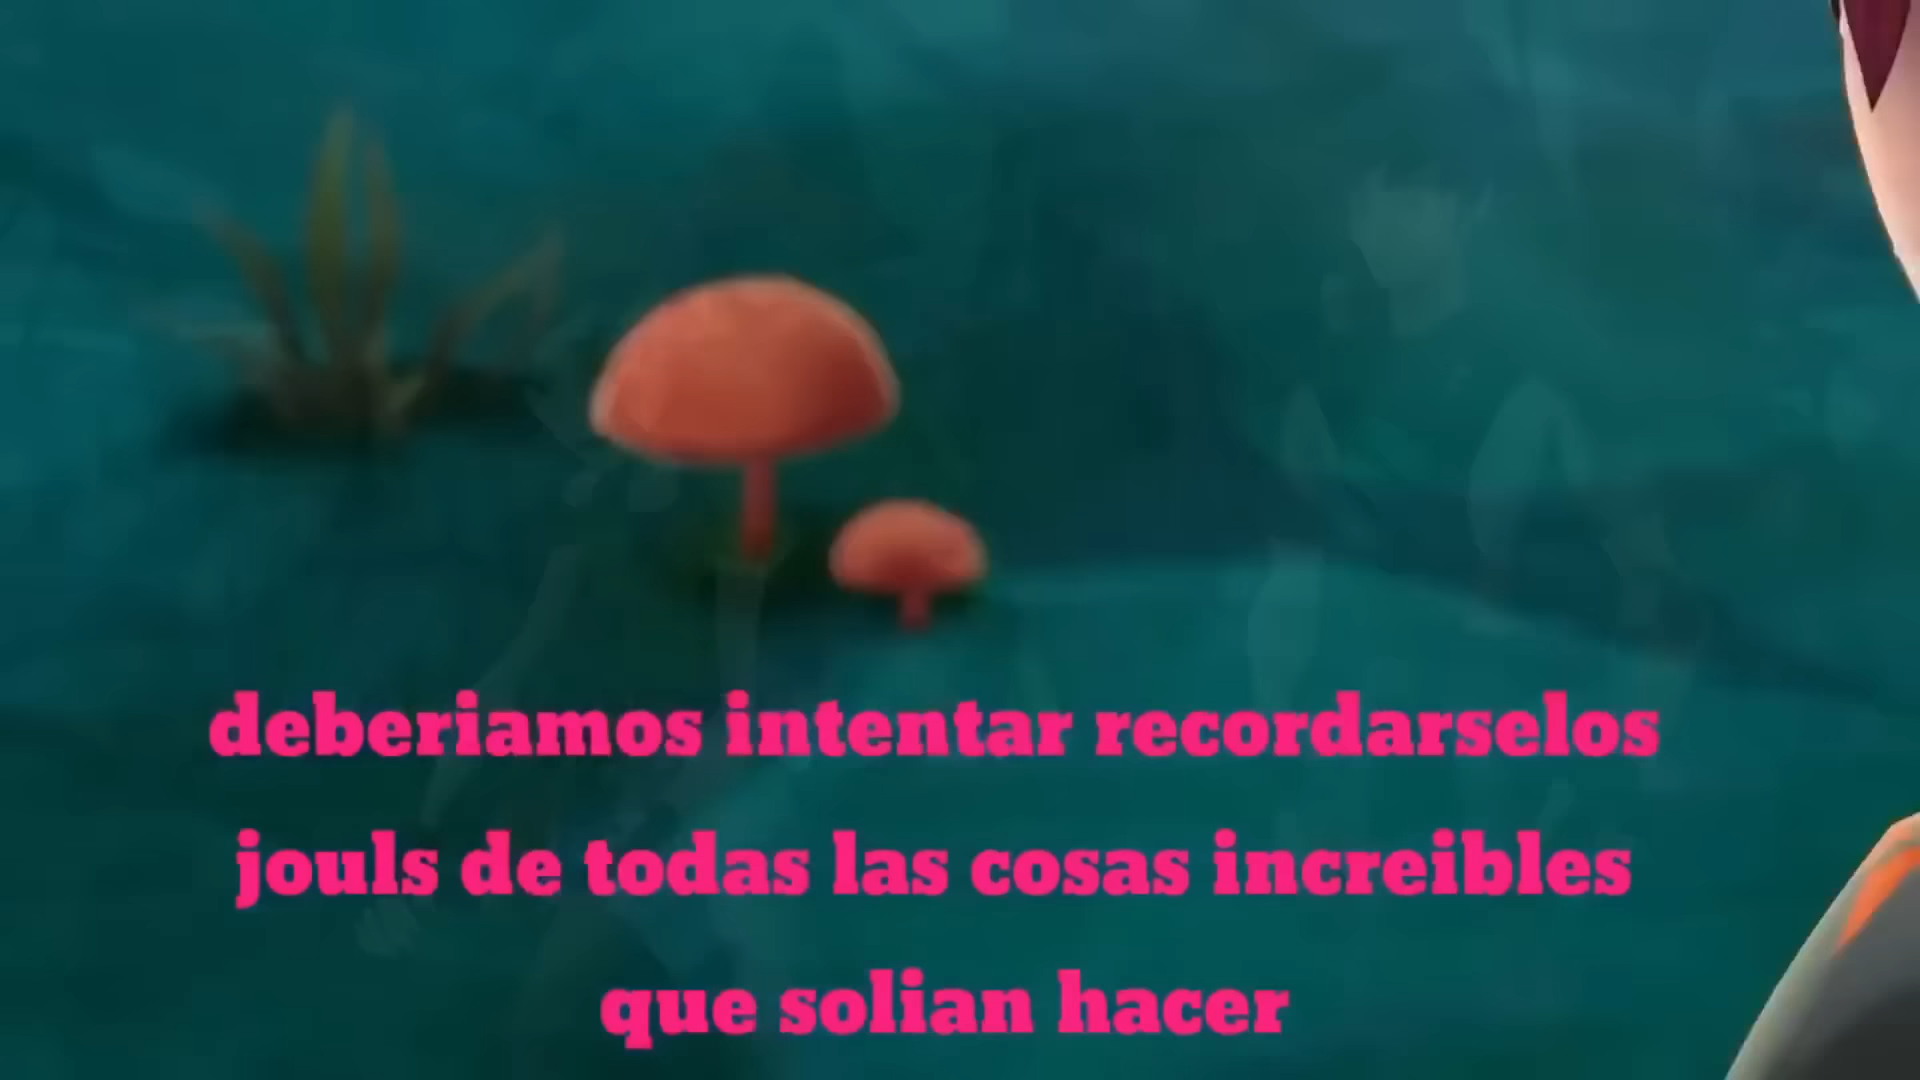 deberiamos intentar recordarselos
jouls de todas las cosas increibles
que solian hacer